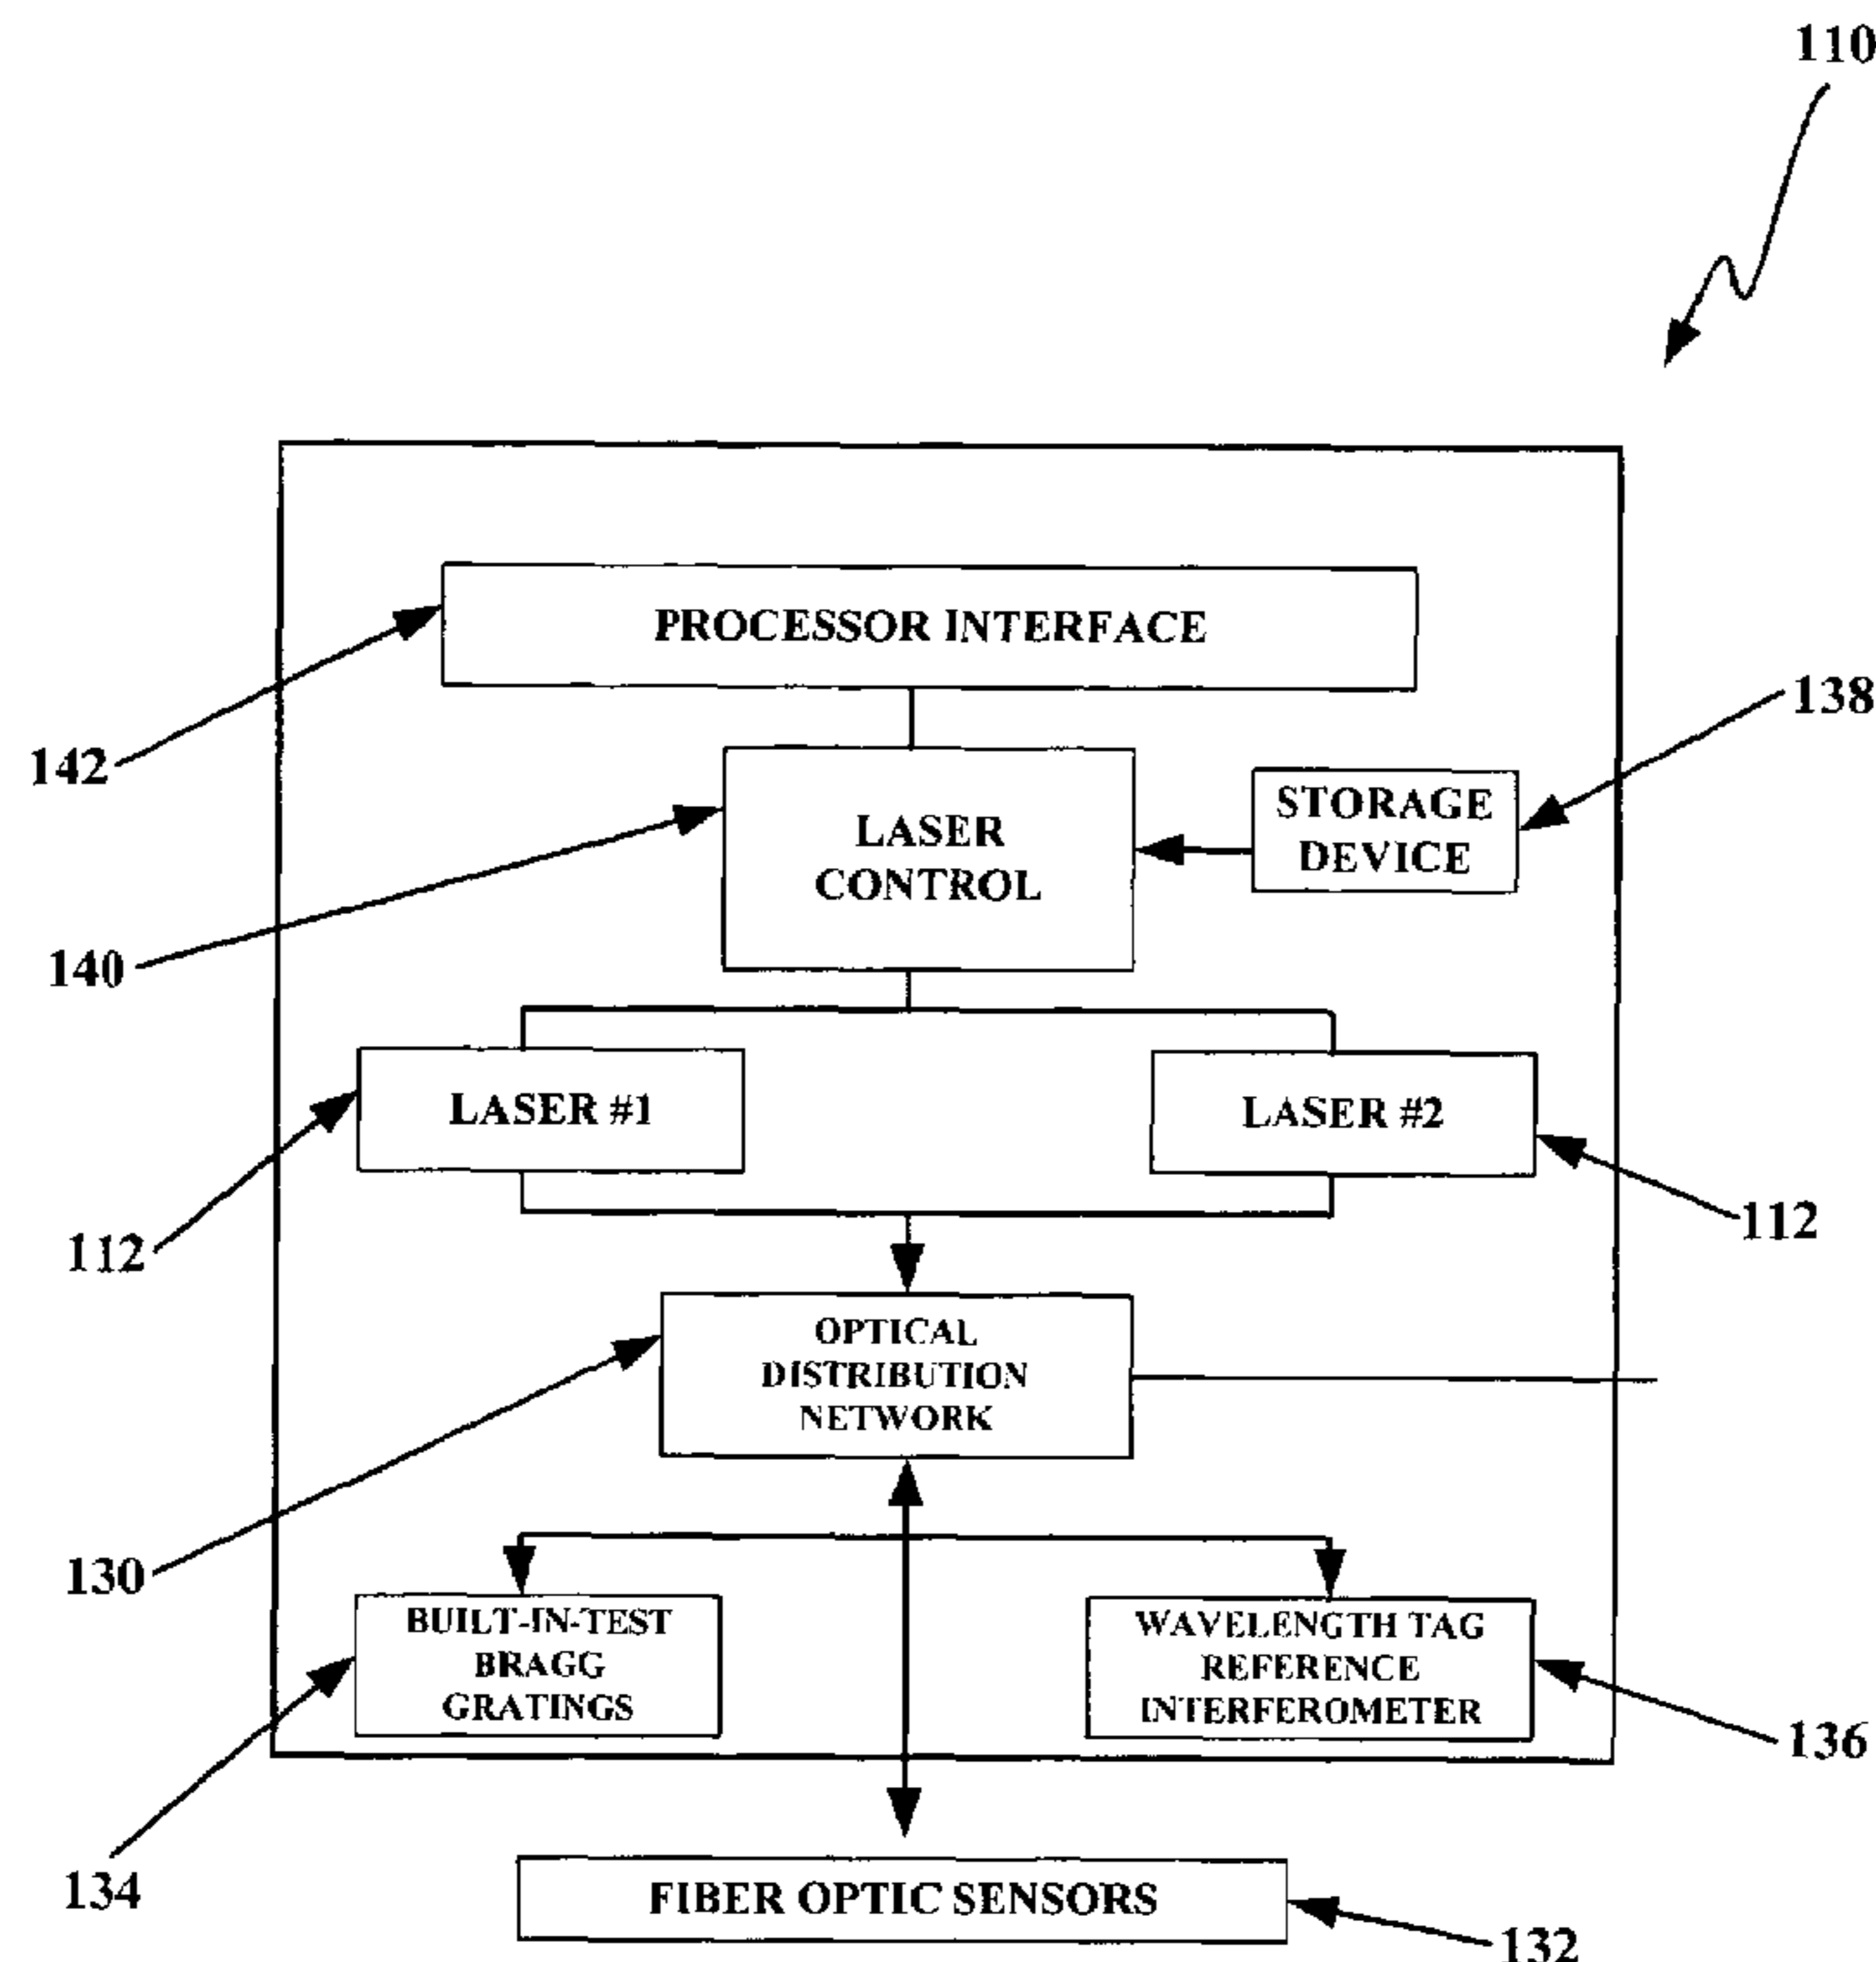 110
PROCESSOR INTERFACE
142
138
STORAGE
DEVICE
LASER
CONTROL
140
LASER #1
LASER #2
112
112
OPTICAL
DISTRIBUTION
NETWORK
130
BUILT-IN-TEST
BRAGG
GRATINGS
WAVELENGTH TAG
REFERENCE
INTERFEROMETER
136
134
FIBER OPTIC SENSORS
132